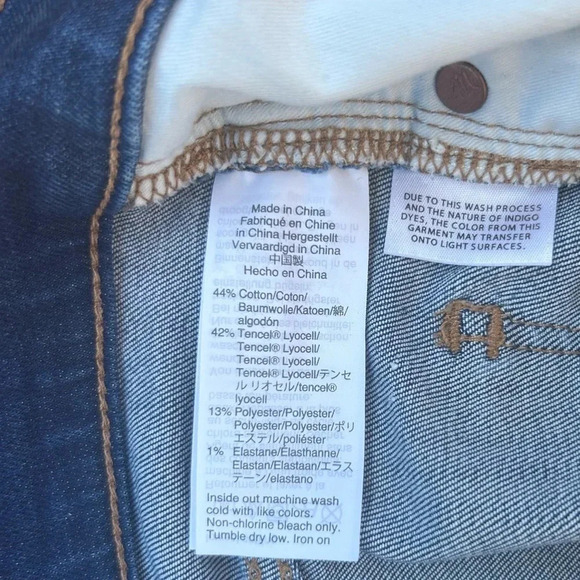 Made in China
Fabriqué en Chine
in China Hergestellt
Vervaardigd in China
中国製
Hecho en China
44% Cotton/Coton/
Baumwolle/Katoen/綿/
algodón
42% Tencel® Lyocell/
Tencel® Lyocell/
Tencel® Lyocell/
Tencel® Lyocell/テンセ
ル リオセル/tencel®
lyocell
13% Polyester/Polyester/
Polyester/Polyester/ポリ
エステル/poliéster
1% Elastane/Élasthanne/
Elastan/Elastaan/エラス
テーン/elastano
Inside out machine wash
cold with like colors.
Non-chlorine bleach only.
Tumble dry low. Iron on
DUE TO THIS WASH PROCESS
AND THE NATURE OF INDIGO
DYES, THE COLOR FROM THIS
GARMENT MAY TRANSFER
ONTO LIGHT SURFACES.